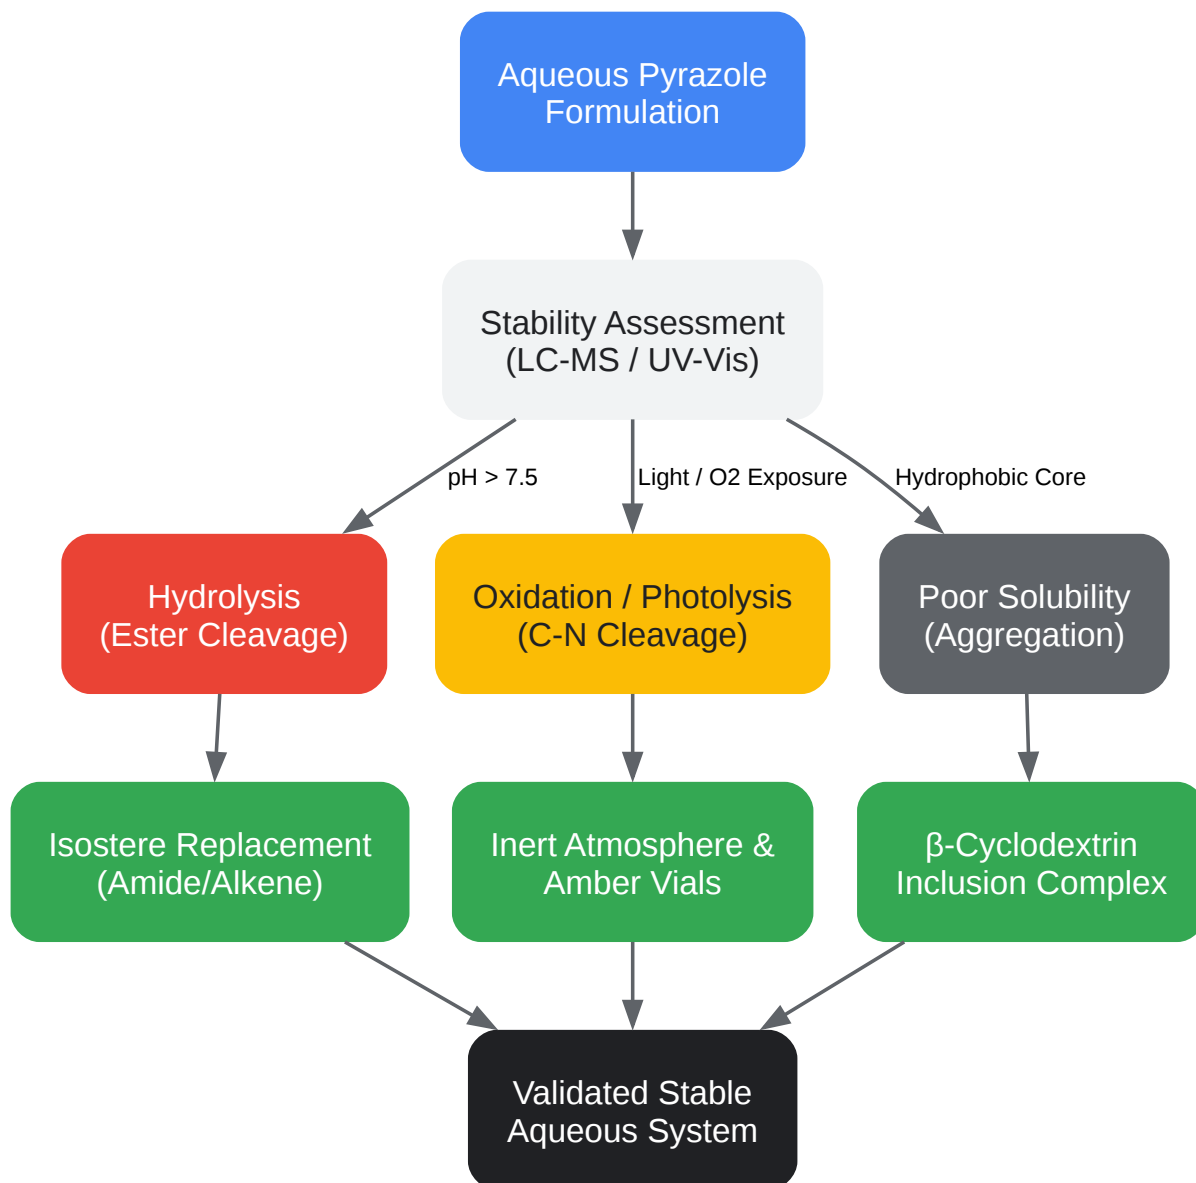 Aqueous Pyrazole
Formulation
Stability Assessment
(LC-MS / UV-Vis)
pH > 7.5
Light / O2 Exposure
Hydrophobic Core
Hydrolysis
(Ester Cleavage)
Oxidation / Photolysis
(C-N Cleavage)
Poor Solubility
(Aggregation)
Isostere Replacement
(Amide/Alkene)
Inert Atmosphere &
Amber Vials
β-Cyclodextrin
Inclusion Complex
Validated Stable
Aqueous System